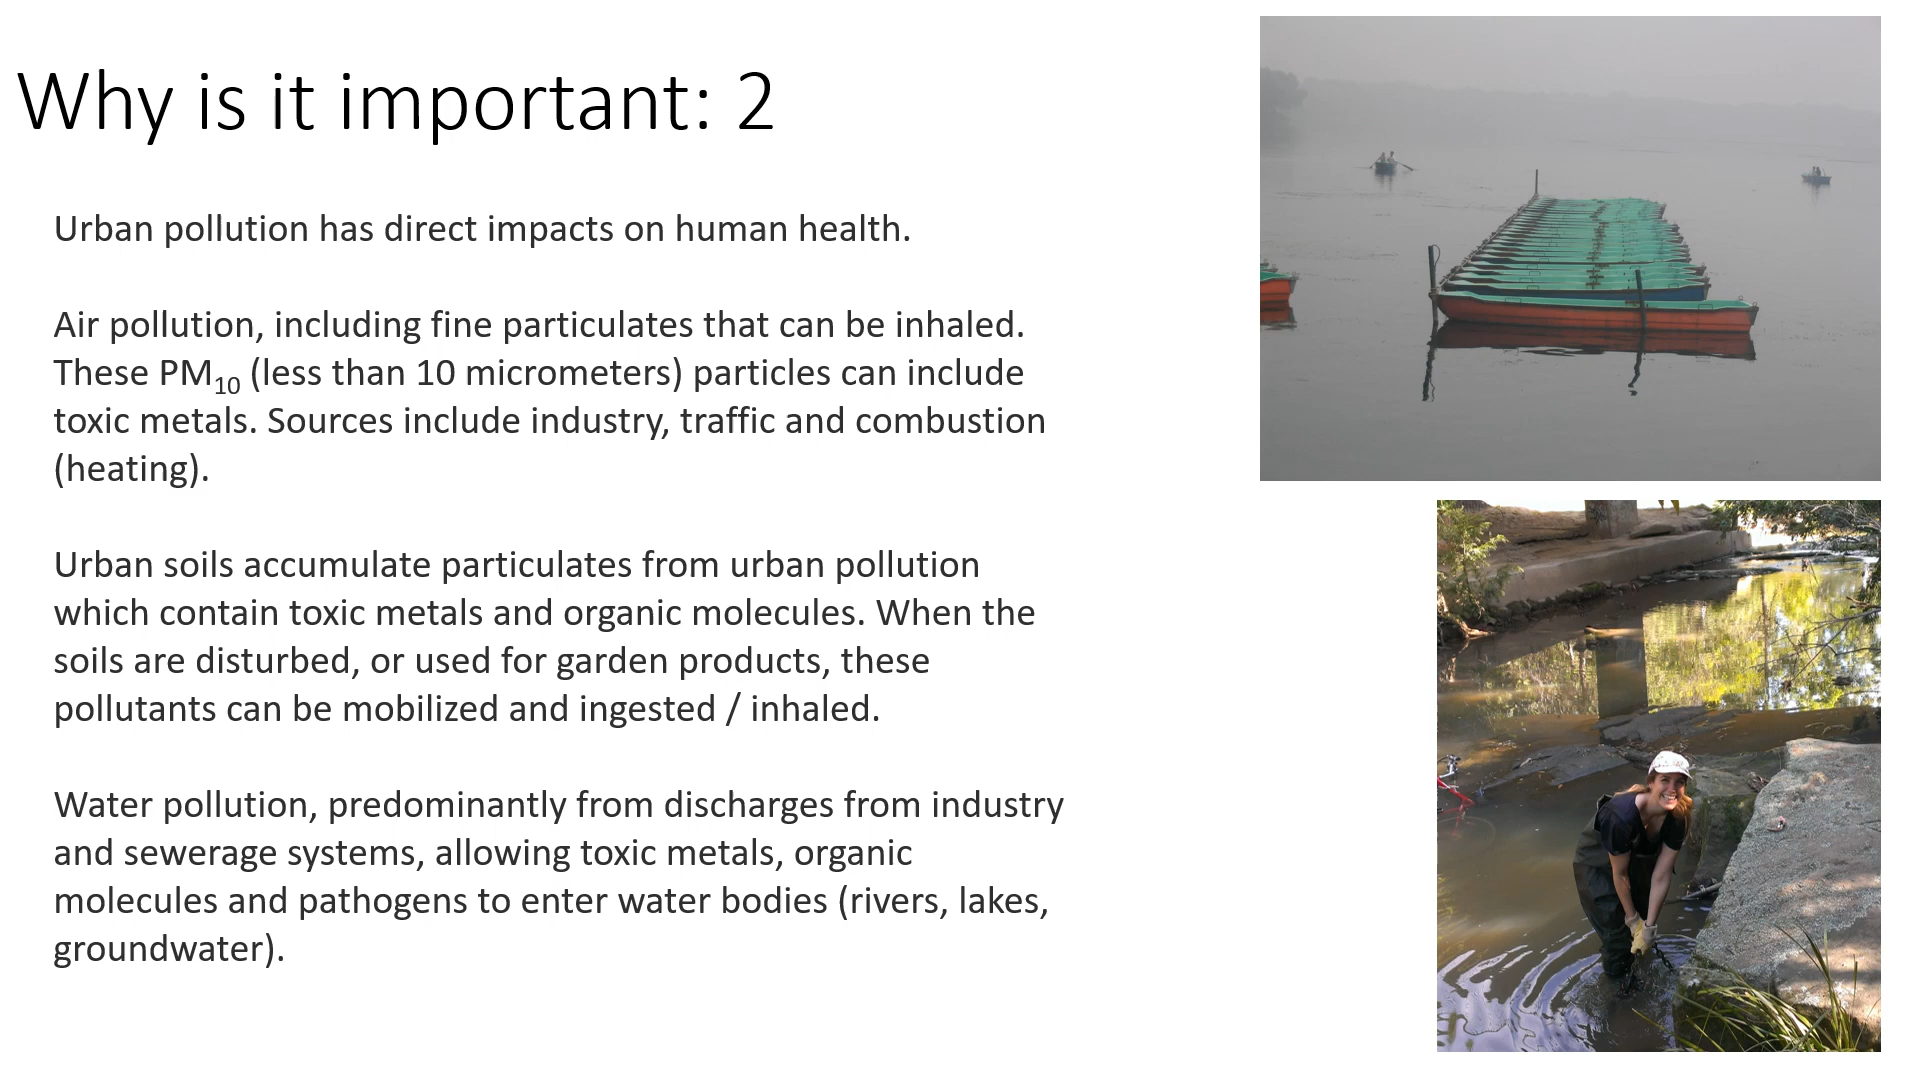 Why is it important: 2
Urban pollution has direct impacts on human health.
Air pollution, including fine particulates that can be inhaled.
These PM10 (less than 10 micrometers) particles can include
toxic metals. Sources include industry, traffic and combustion
(heating).
Urban soils accumulate particulates from urban pollution
which contain toxic metals and organic molecules. When the
soils are disturbed, or used for garden products, these
pollutants can be mobilized and ingested / inhaled.
Water pollution, predominantly from discharges from industry
and sewerage systems, allowing toxic metals, organic
molecules and pathogens to enter water bodies (rivers, lakes,
groundwater).